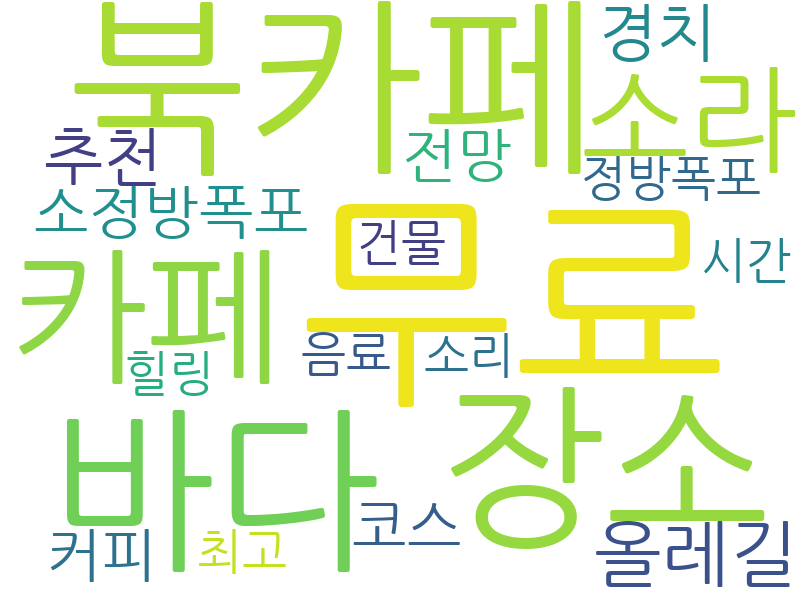 북카페
경치
소라
추천
전망
정방폭포
소정방폭포
무료
건물
시간
카페
음료
소리
힐링
바다
장소
코스
올레길
커피
최고